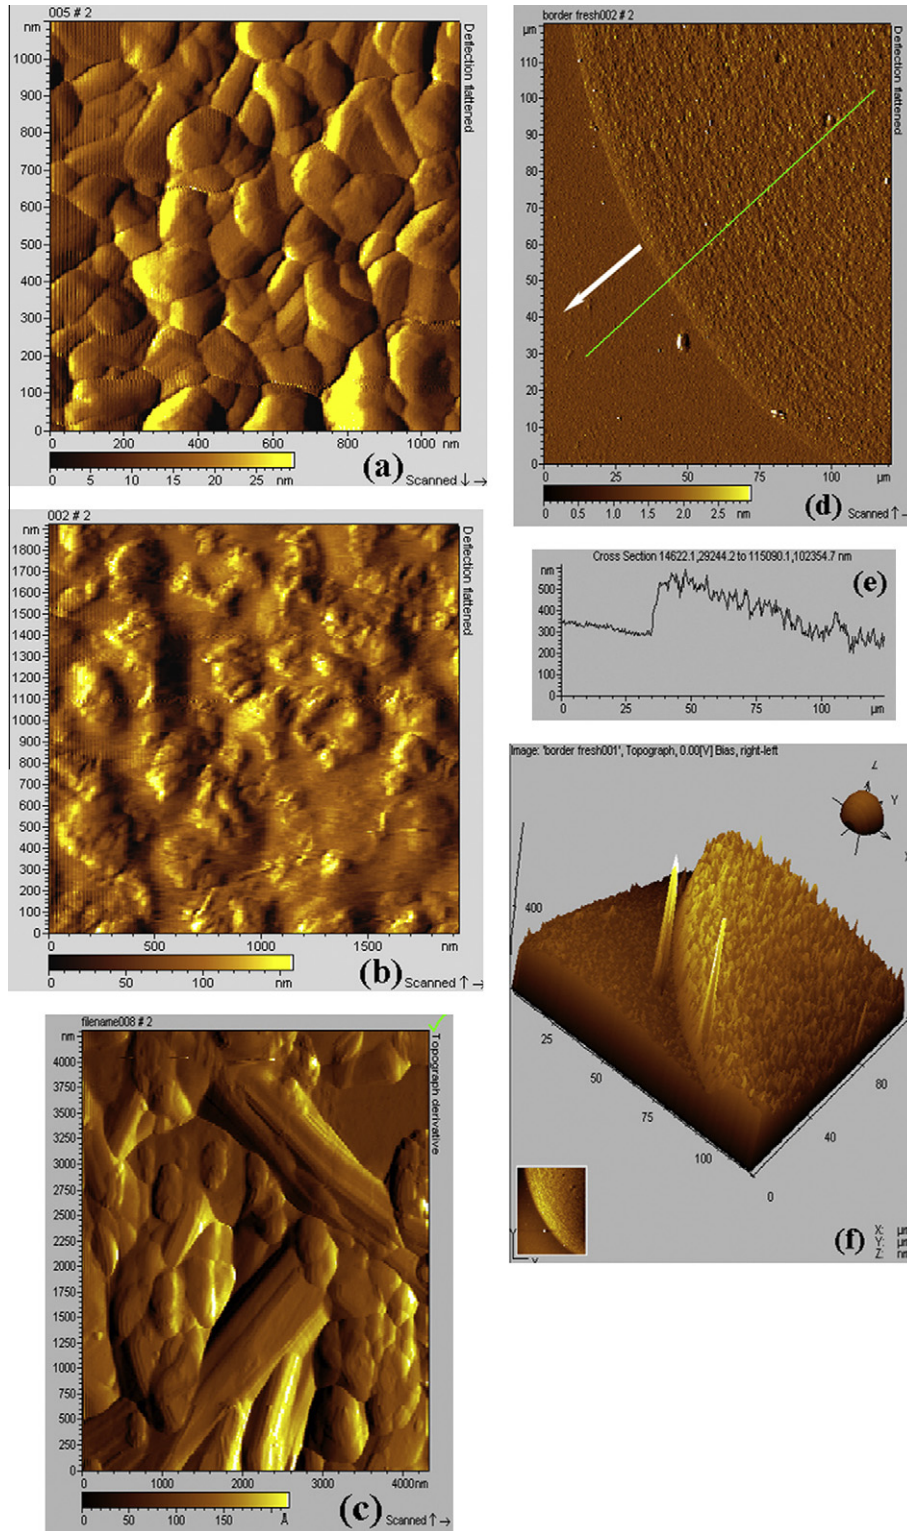 005 # 2
nm
Deflection flattened
1000
900
800
700
600
500
400
300
200
100
0
0 200 400 600 800 nm 1000
0 5 10 15 20 25 nm
(a)
Scanned ↓ →
002 # 2
nm
Deflection flattened
1800
1700
1600
1500
1400
1300
1200
1100
1000
900
800
700
600
500
400
300
200
100
0
0 500 1000 1500 nm
0 50 100 nm
(b)
Scanned ↑ →
filename008 # 2
nm
Topograph derivative
4000
3750
3500
3250
3000
2750
2500
2250
2000
1750
1500
1250
1000
750
500
250
0
0 1000 2000 3000 4000nm
0 50 100 150 Å
(c)
Scanned ↑ →
border fresh002 # 2
µm
Deflection flattened
110
100
90
80
70
60
50
40
30
20
10
0
0 25 50 75 µm 100
0 0.5 1.0 1.5 2.0 2.5 nm
(d)
Scanned ↑ →
Cross Section 14622.1,29244.2 to 115090.1,102354.7 nm
nm
(e)
500
400
300
200
100
0
0 25 50 75 100 µm
Image: 'border fresh001', Topograph, 0.00[V] Bias, right-left
Z
Y
X
400
25
50
75
100
0
40
80
(f)
X: µm
Y: µm
Z: nm
Y
X